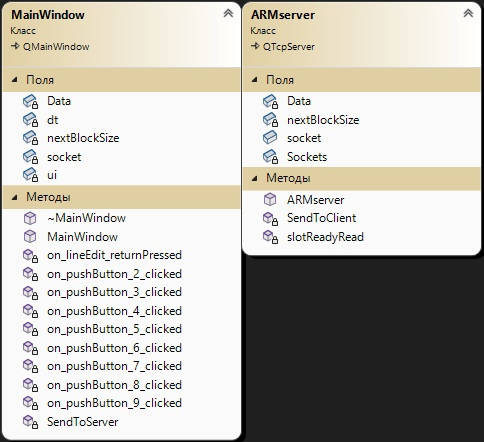 MainWindow
Класс
QMainWindow
Поля
Data
dt
nextBlockSize
socket
ui
Методы
~MainWindow
MainWindow
on_lineEdit_returnPressed
on_pushButton_2_clicked
on_pushButton_3_clicked
on_pushButton_4_clicked
on_pushButton_5_clicked
on_pushButton_6_clicked
on_pushButton_7_clicked
on_pushButton_8_clicked
on_pushButton_9_clicked
SendToServer
ARMserver
Класс
QTcpServer
Поля
Data
nextBlockSize
socket
Sockets
Методы
ARMserver
SendToClient
slotReadyRead